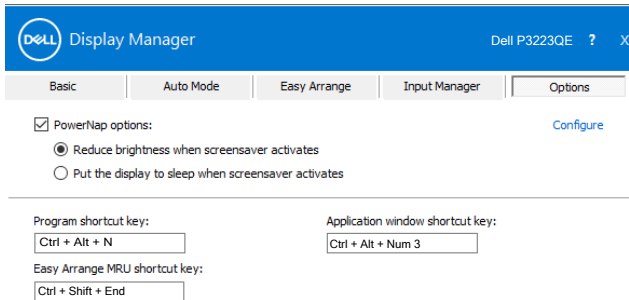 DELL Display Manager Dell P3223QE ? X
Basic Auto Mode Easy Arrange Input Manager Options
PowerNap options: Configure
Reduce brightness when screensaver activates
Put the display to sleep when screensaver activates
Program shortcut key: Application window shortcut key:
Ctrl + Alt + N Ctrl + Alt + Num 3
Easy Arrange MRU shortcut key:
Ctrl + Shift + End